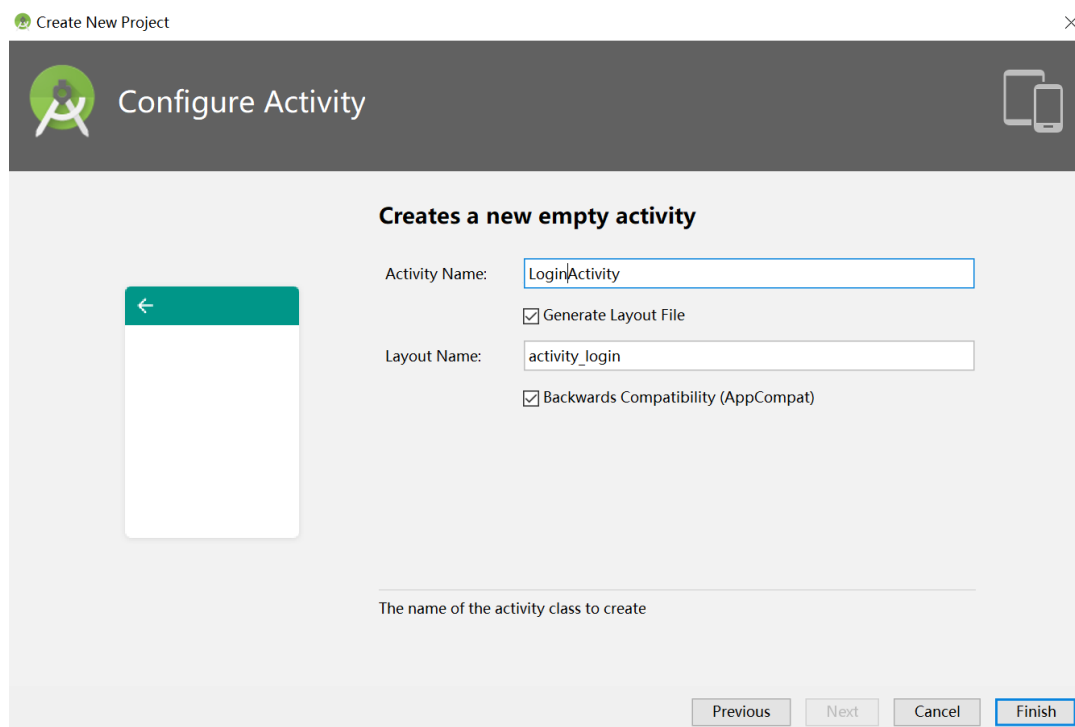 Create New Project
Configure Activity
Creates a new empty activity
Activity Name: LoginActivity
Generate Layout File
Layout Name: activity_login
Backwards Compatibility (AppCompat)
The name of the activity class to create
Previous Next Cancel Finish